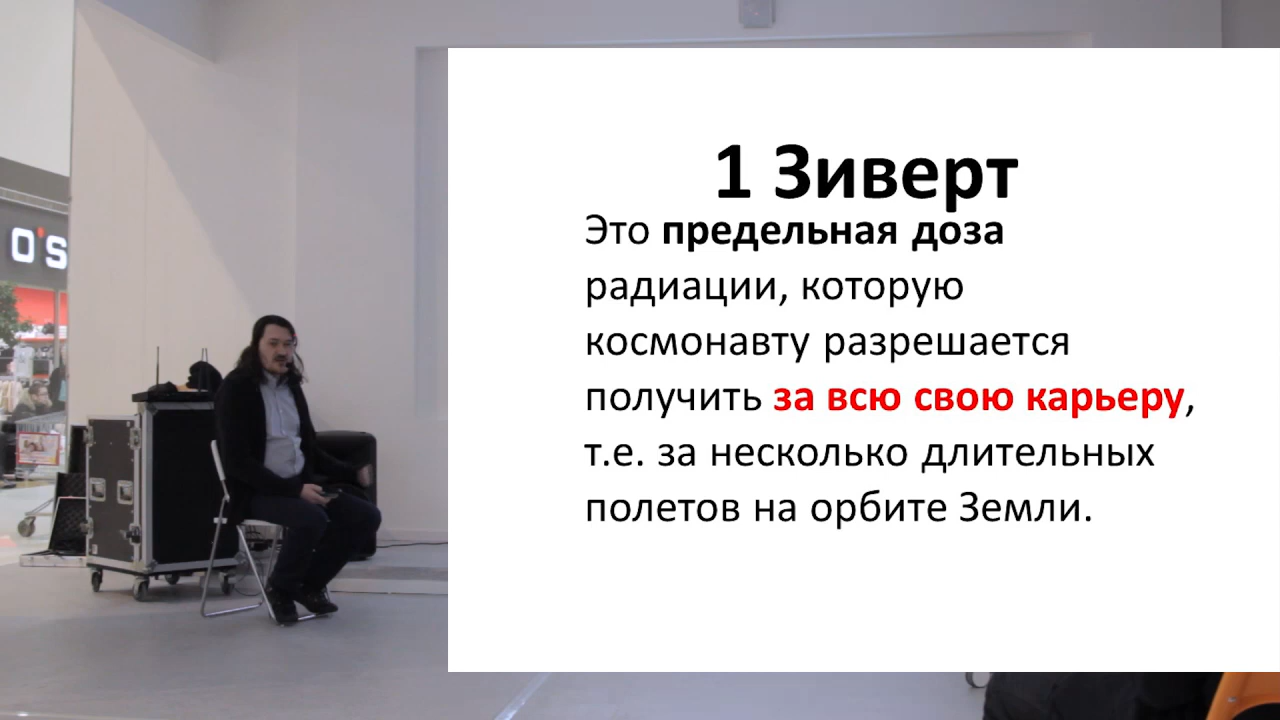 O'S
1 Зиверт
Это предельная доза
радиации, которую
космонавту разрешается
получить за всю свою карьеру,
т.е. за несколько длительных
полетов на орбите Земли.